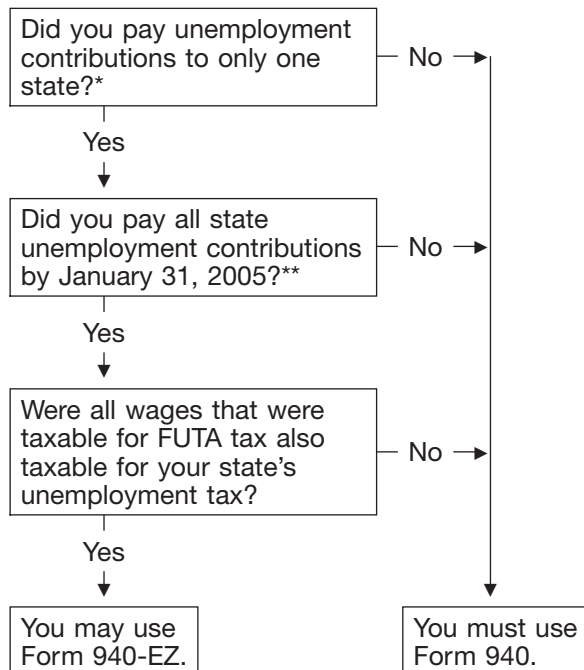 Did you pay unemployment
contributions to only one
state?*
No
Yes
Did you pay all state
unemployment contributions
by January 31, 2005?**
No
Yes
Were all wages that were
taxable for FUTA tax also
taxable for your state's
unemployment tax?
No
Yes
You may use
Form 940-EZ.
You must use
Form 940.